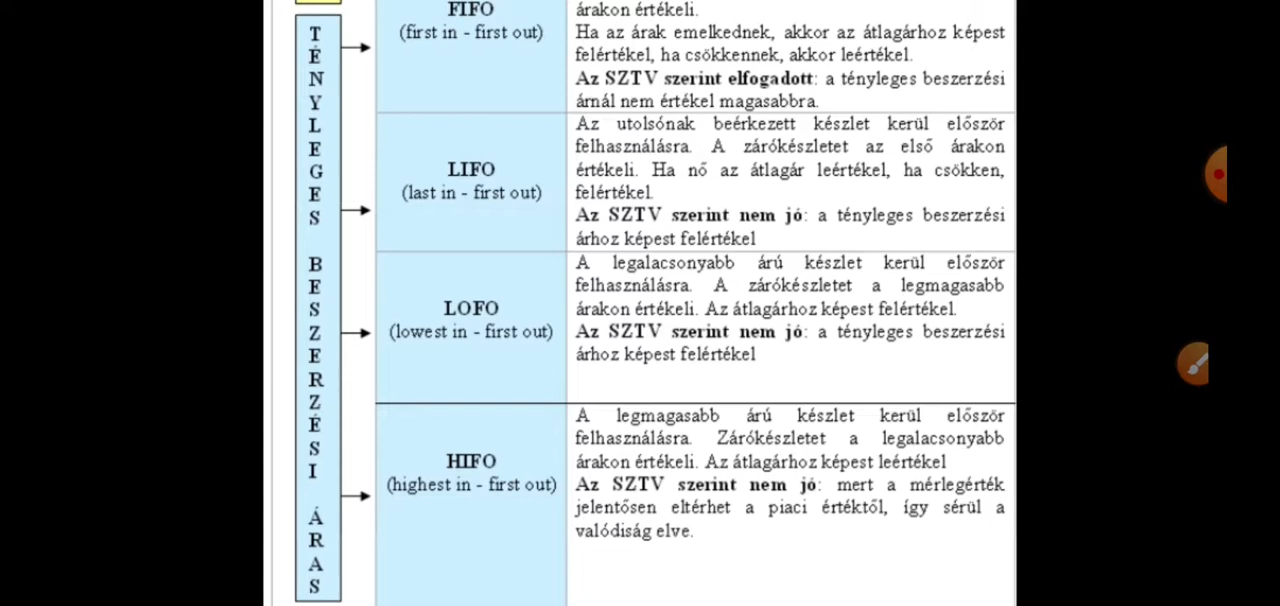 TÉNYLEGES BESZERZÉSI ÁRAS
FIFO
(first in - first out)
árakon értékeli.
Ha az árak emelkednek, akkor az átlagárhoz képest
felértékel, ha csökkennek, akkor leértékel.
Az SZTV szerint elfogadott: a tényleges beszerzési
árnál nem értékel magasabbra.
LIFO
(last in - first out)
Az utolsónak beérkezett készlet kerül először
felhasználásra. A zárókészletet az első árakon
értékeli. Ha nő az átlagár leértékel, ha csökken,
felértékel.
Az SZTV szerint nem jó: a tényleges beszerzési
árhoz képest felértékel
LOFO
(lowest in - first out)
A legalacsonyabb árú készlet kerül először
felhasználásra. A zárókészletet a legmagasabb
árakon értékeli. Az átlagárhoz képest felértékel.
Az SZTV szerint nem jó: a tényleges beszerzési
árhoz képest felértékel
HIFO
(highest in - first out)
A legmagasabb árú készlet kerül először
felhasználásra. Zárókészletet a legalacsonyabb
árakon értékeli. Az átlagárhoz képest leértékel
Az SZTV szerint nem jó: mert a mérlegérték
jelentősen eltérhet a piaci értéktől, így sérül a
valódiság elve.